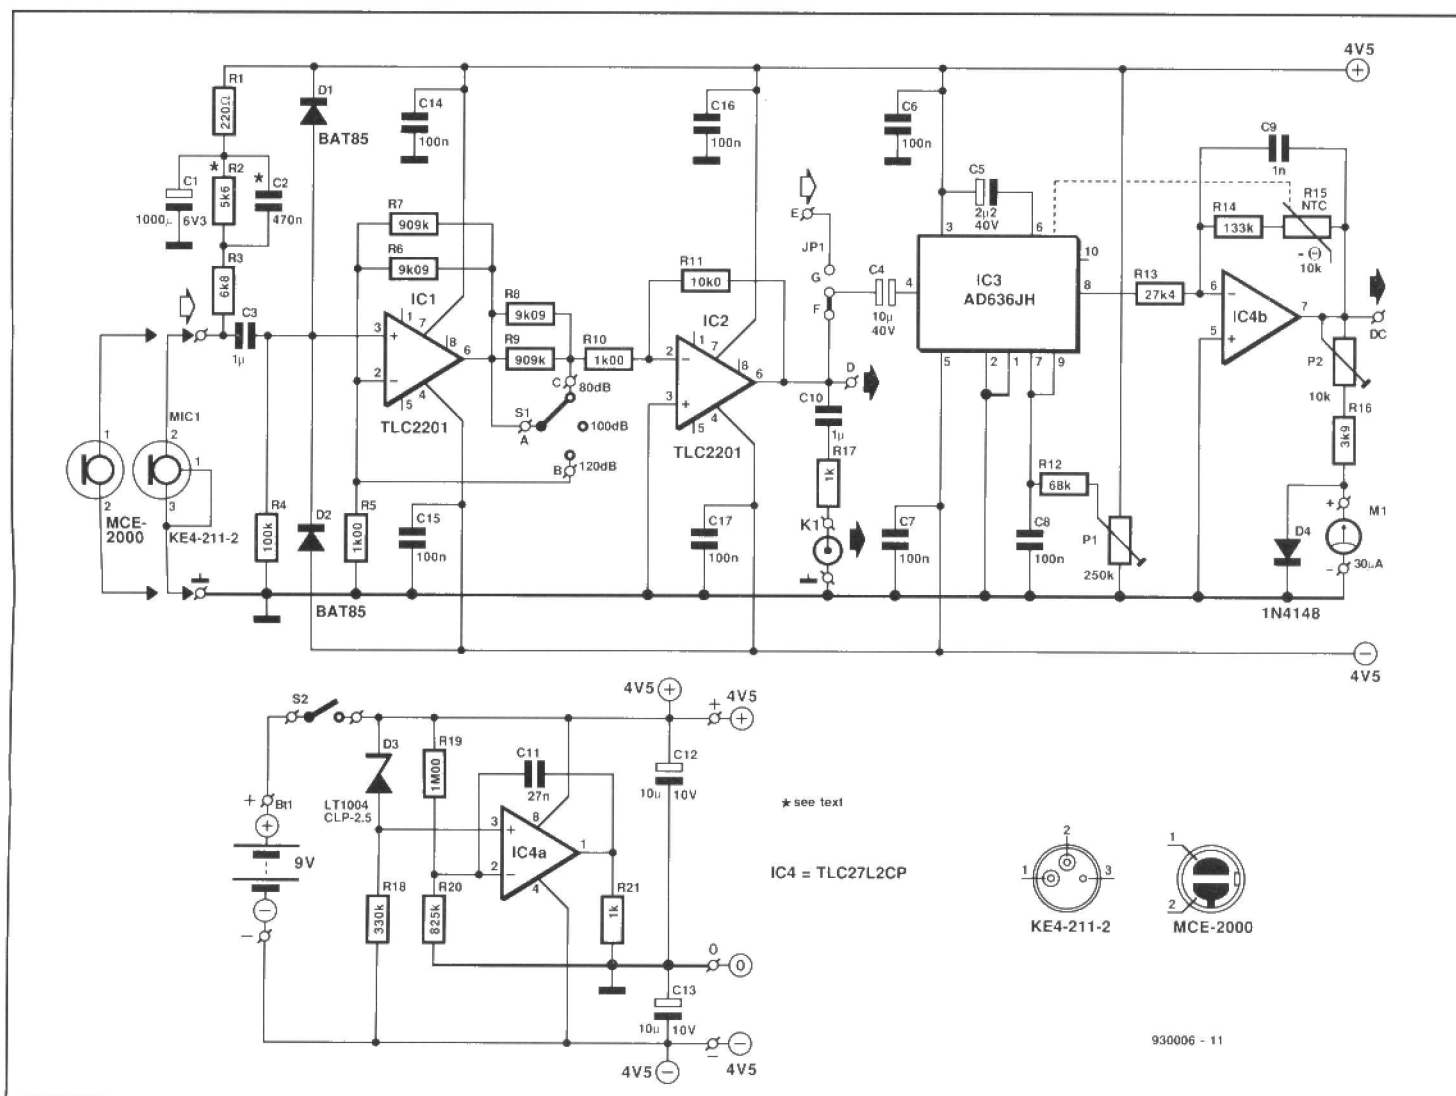 4V5
+
R1
220Ω
D1
BAT85
C14
100n
C16
100n
C6
100n
C9
1n
*
R2
5k6
*
C1
1000µ
6V3
C2
470n
R3
6k8
C3
1µ
R7
909k
R6
9k09
IC1
TLC2201
R8
9k09
R9
909k
R10
1k00
R11
10k0
IC2
TLC2201
C
80dB
S1
A
100dB
B
120dB
E
JP1
G
F
D
C4
10µ
40V
C5
2µ2
40V
IC3
AD636JH
R13
27k4
R14
133k
R15
NTC
-(-)
10k
IC4b
DC
P2
10k
R16
3k9
MIC1
MCE-
2000
KE4-211-2
R4
100k
D2
BAT85
R5
1k00
C15
100n
C17
100n
C10
1µ
R17
1k
K1
C7
100n
C8
100n
R12
68k
P1
250k
D4
1N4148
M1
30µA
4V5
S2
D3
LT1004
CLP-2.5
R19
1M00
C11
27n
IC4a
R18
330k
R20
825k
R21
1k
C12
10µ
10V
C13
10µ
10V
Bt1
9V
4V5
4V5
0
0
4V5
4V5
* see text
IC4 = TLC27L2CP
KE4-211-2
MCE-2000
930006 - 11